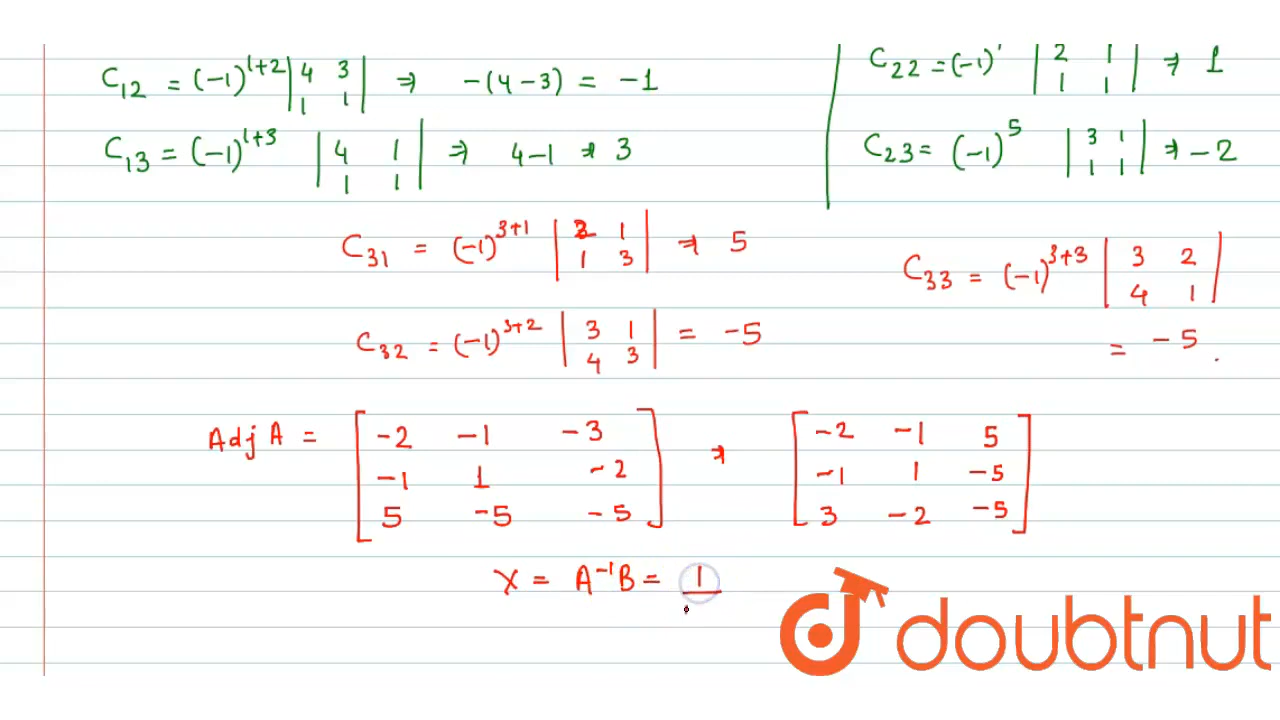 C12 = (-1)^1+2 | 4 3 | ⇒ -(4-3) = -1
| 1 1 |
C13 = (-1)^1+3 | 4 1 | ⇒ 4-1 ⇒ 3
| 1 1 |
C22 = (-1) | 2 1 | ⇒ 1
| 1 1 |
C23 = (-1)^5 | 3 1 | ⇒ -2
| 1 1 |
C31 = (-1)^3+1 | 2 1 | ⇒ 5
| 1 3 |
C32 = (-1)^3+2 | 3 1 | = -5
| 4 3 |
C33 = (-1)^3+3 | 3 2 |
| 4 1 |
= -5.
Adj A = [ -2 -1 -3 ] ⇒ [ -2 -1 5 ]
[ -1 1 -2 ] [ -1 1 -5 ]
[ 5 -5 -5 ] [ 3 -2 -5 ]
X = A^-1 B = 1
doubtnut